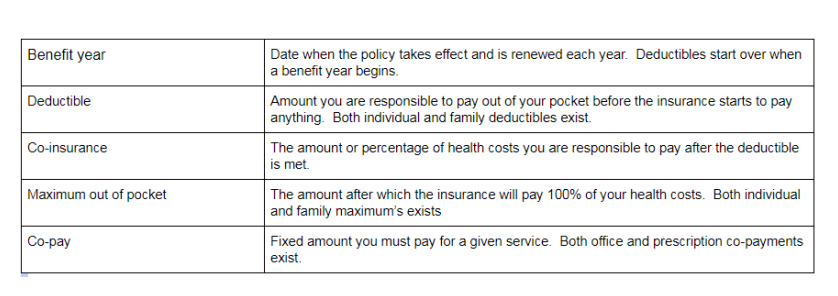 Benefit year
Date when the policy takes effect and is renewed each year.  Deductibles start over when
a benefit year begins.
Deductible
Amount you are responsible to pay out of your pocket before the insurance starts to pay
anything.  Both individual and family deductibles exist.
Co-insurance
The amount or percentage of health costs you are responsible to pay after the deductible
is met.
Maximum out of pocket
The amount after which the insurance will pay 100% of your health costs.  Both individual
and family maximum's exists
Co-pay
Fixed amount you must pay for a given service.  Both office and prescription co-payments
exist.